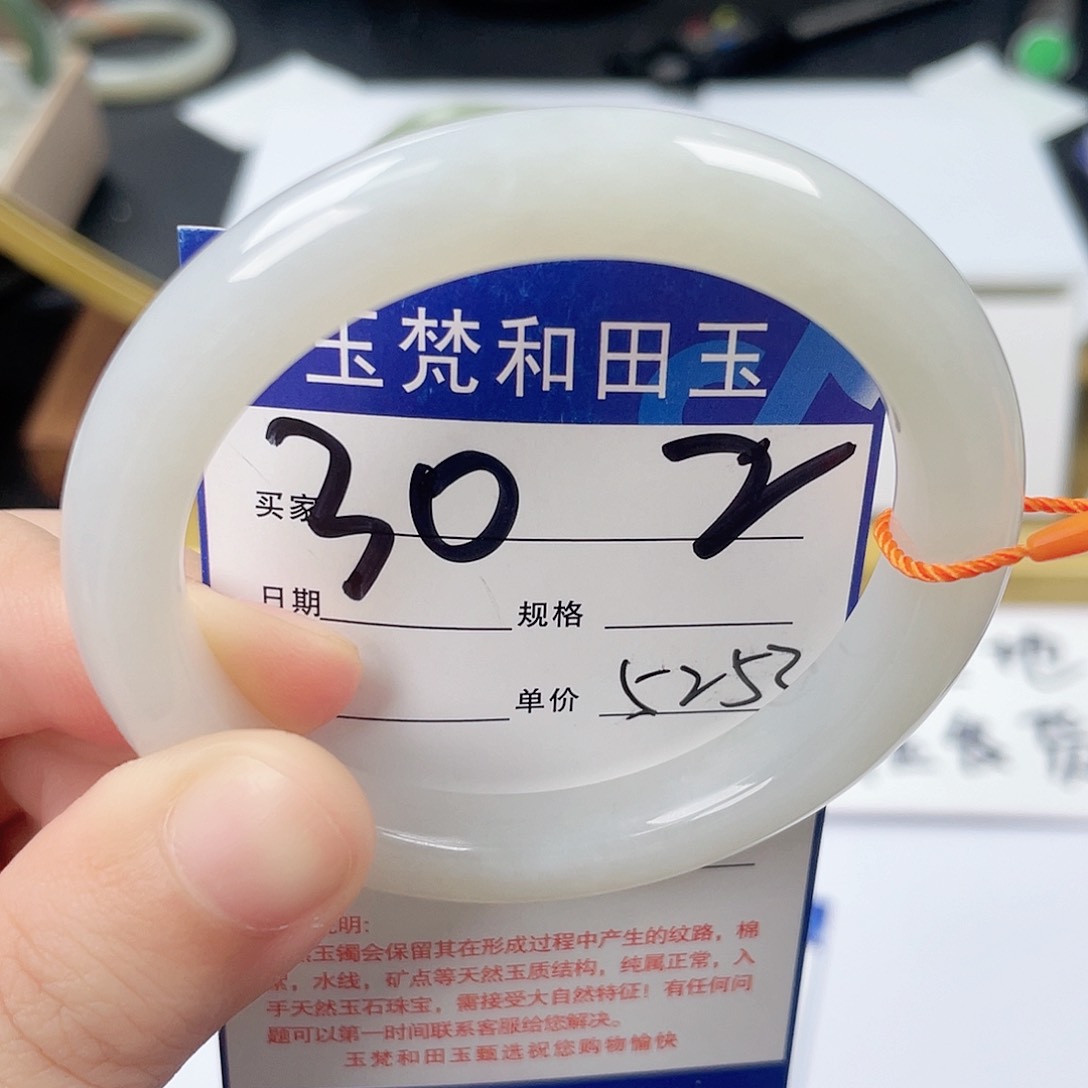 玉梵和田玉
30 2
买家
日期 规格
单价 525
明:
玉镯会保留其在形成过程中产生的纹路，棉
，水线，矿点等天然玉质结构，纯属正常，入
手天然玉石珠宝，需接受大自然特征！有任何问
题可以第一时间联系客服给您解决。
玉梵和田玉甄选祝您购物愉快
地